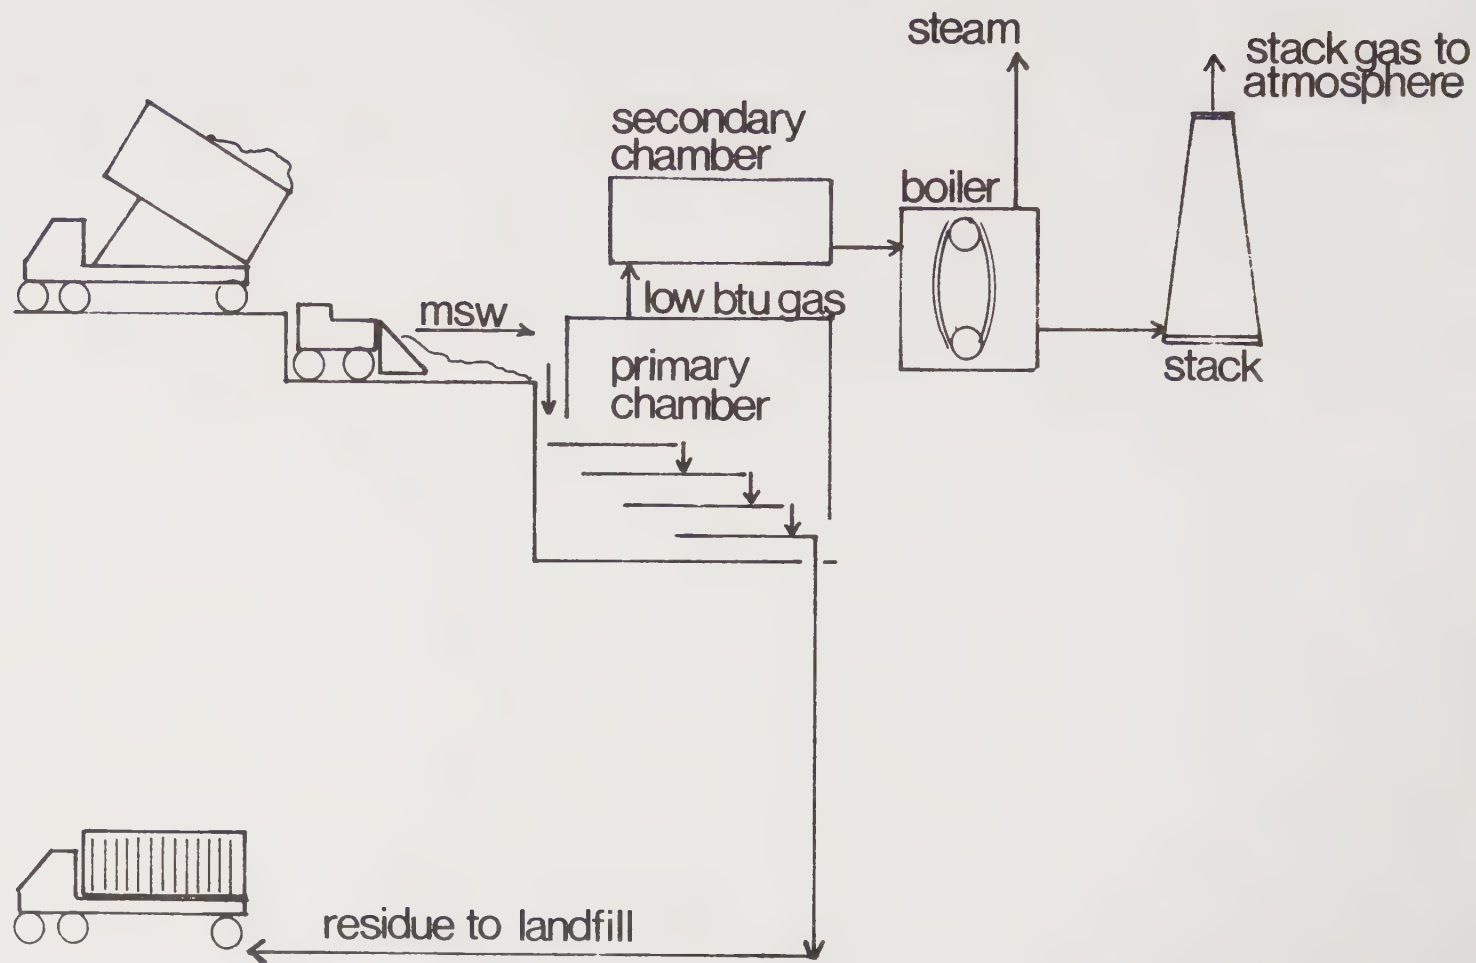 steam
stack gas to
atmosphere
secondary
chamber
boiler
msw
low btu gas
primary
chamber
stack
residue to landfill